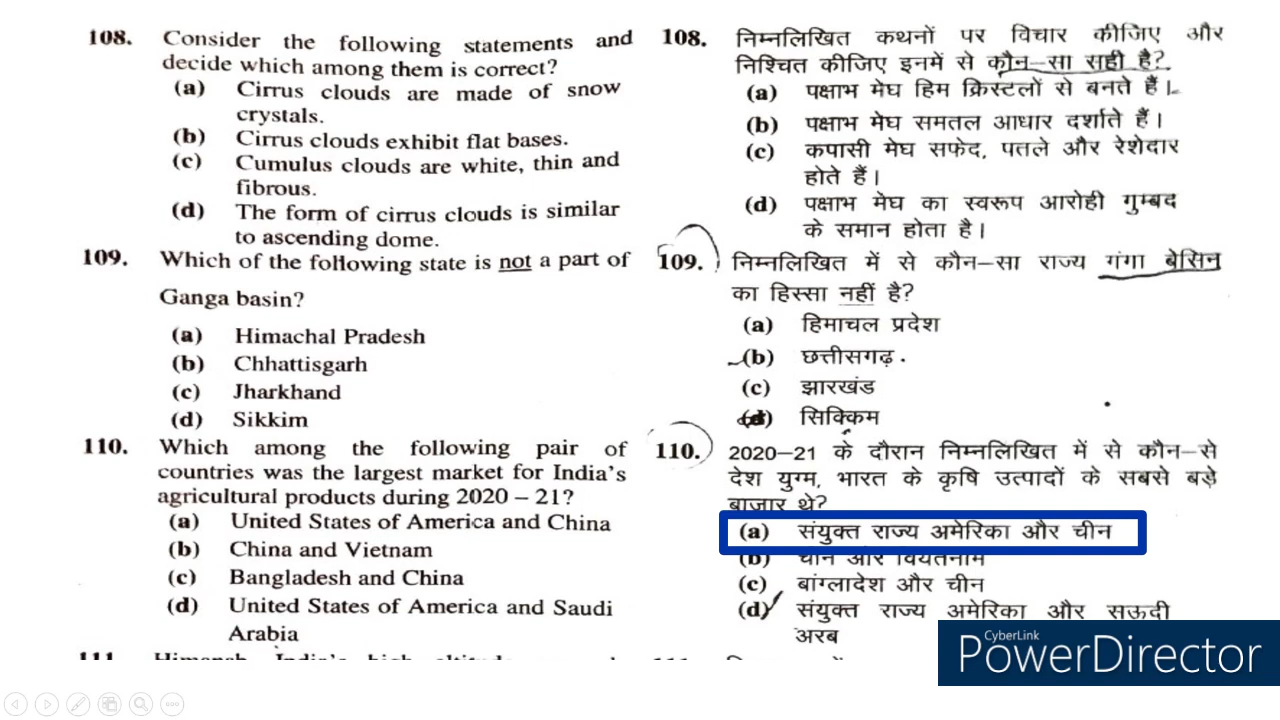 108. Consider the following statements and
decide which among them is correct?
(a) Cirrus clouds are made of snow
crystals.
(b) Cirrus clouds exhibit flat bases.
(c) Cumulus clouds are white, thin and
fibrous.
(d) The form of cirrus clouds is similar
to ascending dome.
109. Which of the following state is not a part of
Ganga basin?
(a) Himachal Pradesh
(b) Chhattisgarh
(c) Jharkhand
(d) Sikkim
110. Which among the following pair of
countries was the largest market for India's
agricultural products during 2020 – 21?
(a) United States of America and China
(b) China and Vietnam
(c) Bangladesh and China
(d) United States of America and Saudi
Arabia
108. निम्नलिखित कथनों पर विचार कीजिए और
निश्चित कीजिए इनमें से कौन–सा सही है?
(a) पक्षाभ मेघ हिम क्रिस्टलों से बनते हैं।
(b) पक्षाभ मेघ समतल आधार दर्शाते हैं।
(c) कपासी मेघ सफेद, पतले और रेशेदार
होते हैं।
(d) पक्षाभ मेघ का स्वरूप आरोही गुम्बद
के समान होता है।
109. निम्नलिखित में से कौन–सा राज्य गंगा बेसिन
का हिस्सा नहीं है?
(a) हिमाचल प्रदेश
(b) छत्तीसगढ़
(c) झारखंड
(d) सिक्किम
110. 2020–21 के दौरान निम्नलिखित में से कौन–से
देश युग्म, भारत के कृषि उत्पादों के सबसे बड़े
बाजार थे?
(a) संयुक्त राज्य अमेरिका और चीन
(b) चीन और वियतनाम
(c) बांग्लादेश और चीन
(d) संयुक्त राज्य अमेरिका और सऊदी
अरब
CyberLink
PowerDirector